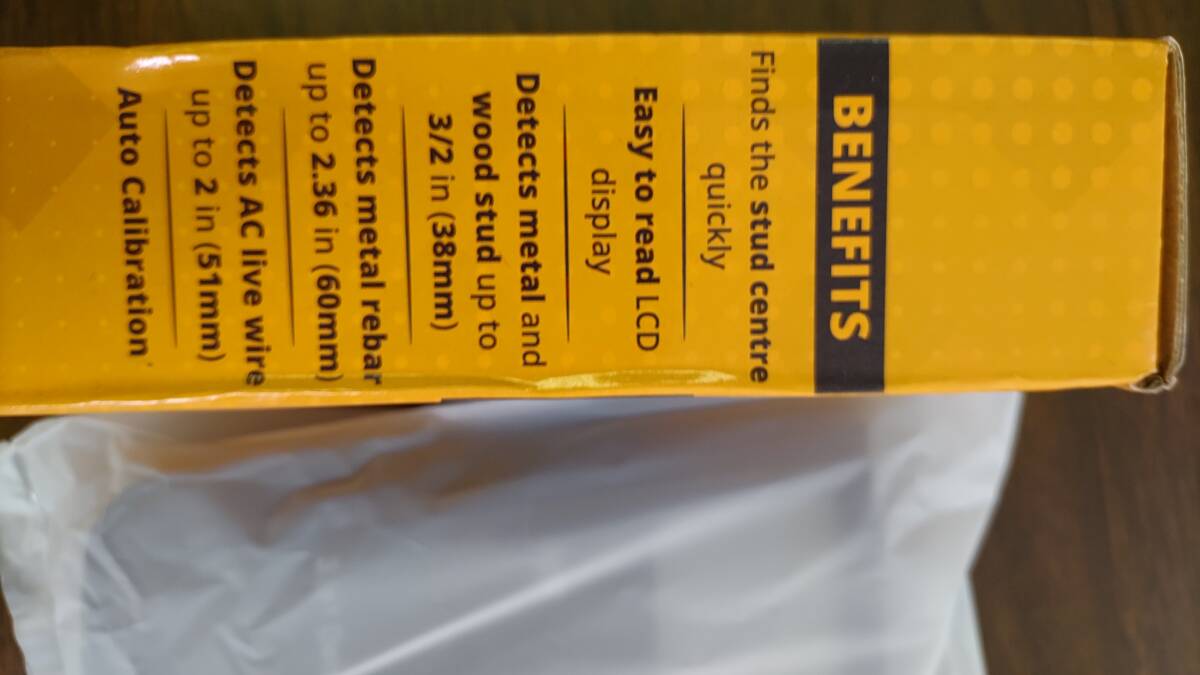 BENEFITS
Finds the stud centre
quickly
Easy to read LCD
display
Detects metal and
wood stud up to
3/2 in (38mm)
Detects metal rebar
up to 2.36 in (60mm)
Detects AC live wire
up to 2 in (51mm)
Auto Calibration